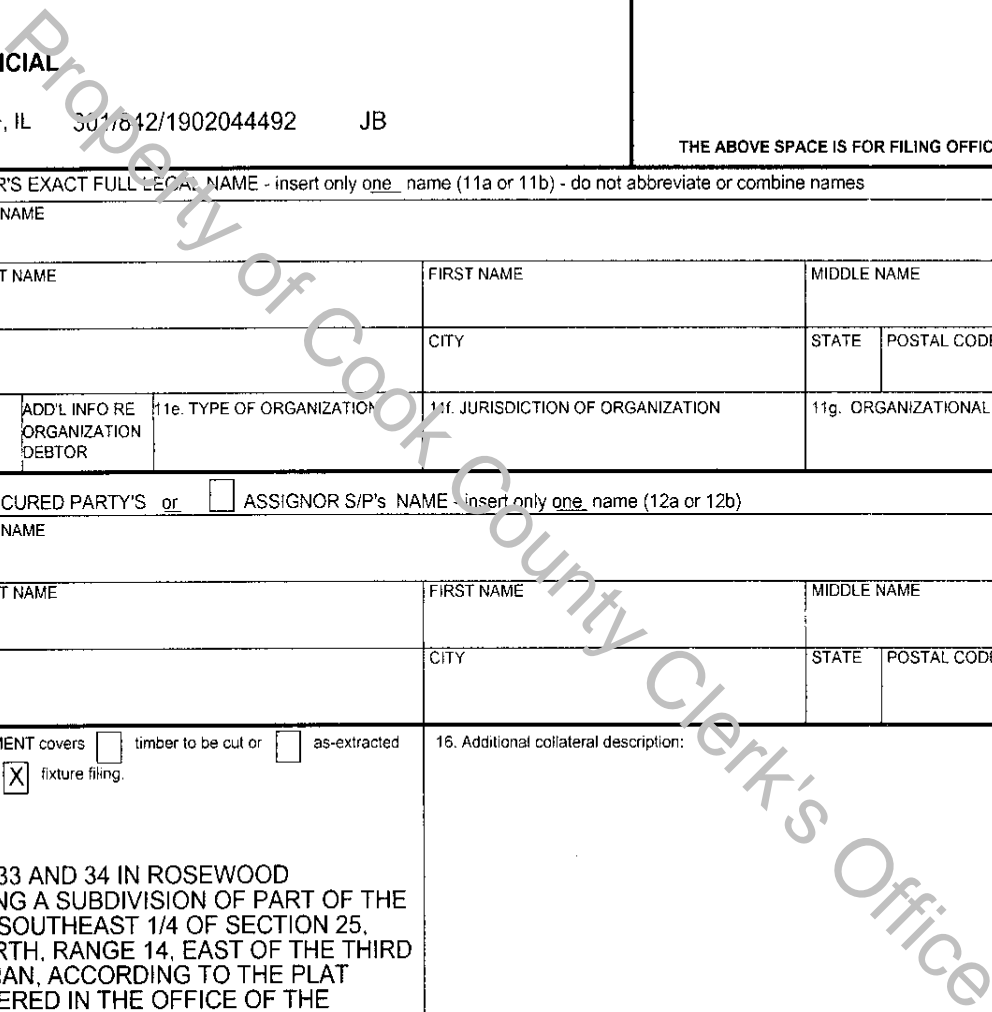 ICIAL
, IL 301/842/1902044492 JB
THE ABOVE SPACE IS FOR FILING OFFIC
R'S EXACT FULL LEGAL NAME - insert only one name (11a or 11b) - do not abbreviate or combine names
NAME
T NAME FIRST NAME MIDDLE NAME
CITY STATE POSTAL CODE
ADD'L INFO RE 11e. TYPE OF ORGANIZATION 11f. JURISDICTION OF ORGANIZATION 11g. ORGANIZATIONAL
ORGANIZATION
DEBTOR
CURED PARTY'S or ASSIGNOR S/P's NAME - insert only one name (12a or 12b)
NAME
T NAME FIRST NAME MIDDLE NAME
CITY STATE POSTAL CODE
MENT covers timber to be cut or as-extracted 16. Additional collateral description:
X fixture filing.
33 AND 34 IN ROSEWOOD
NG A SUBDIVISION OF PART OF THE
SOUTHEAST 1/4 OF SECTION 25,
RTH, RANGE 14, EAST OF THE THIRD
IAN, ACCORDING TO THE PLAT
ERED IN THE OFFICE OF THE
Property of Cook County Clerk's Office